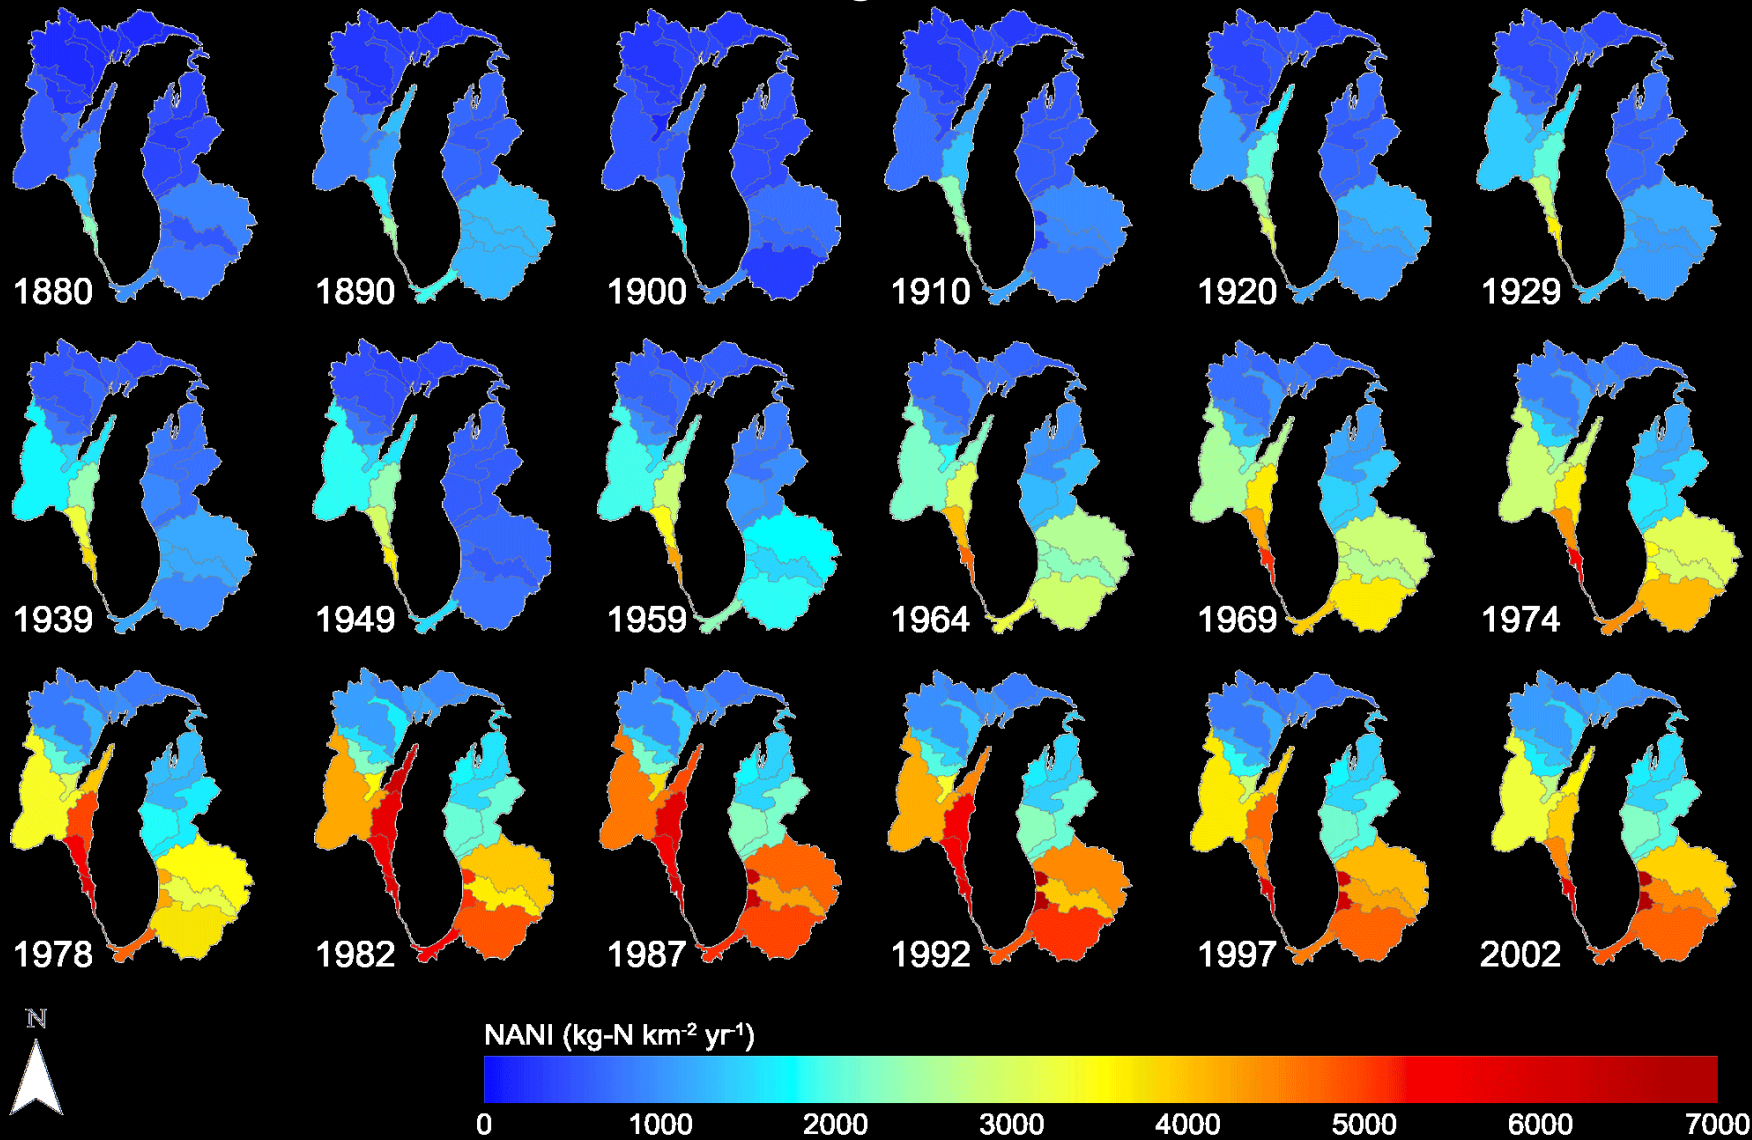 1880 1890 1900 1910 1920 1929
1939 1949 1959 1964 1969 1974
1978 1982 1987 1992 1997 2002
N
NANI (kg-N km⁻² yr⁻¹)
0 1000 2000 3000 4000 5000 6000 7000